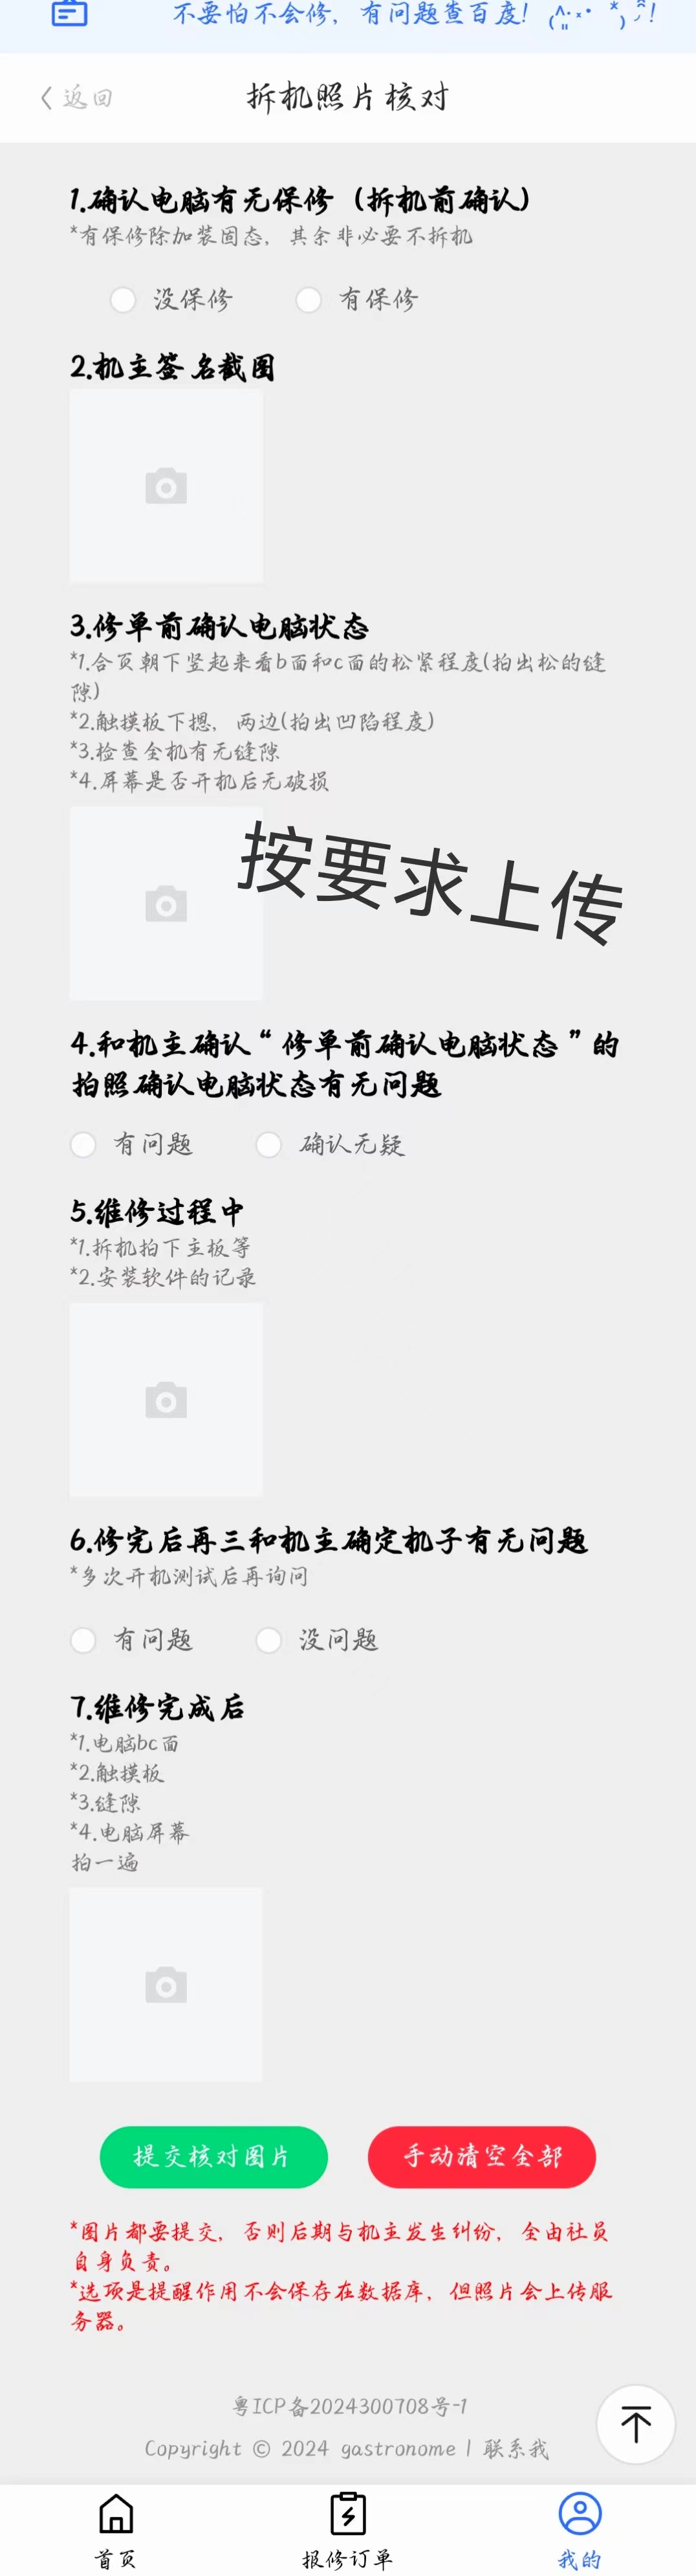 不要怕不会修，有问题查百度！
返回
拆机照片核对
1.确认电脑有无保修（拆机前确认）
*有保修除加装固态，其余非必要不拆机
没保修 有保修
2.机主签名截图
3.修单前确认电脑状态
*1.合页朝下竖起来看b面和c面的松紧程度(拍出松的缝
隙)
*2.触摸板下摁，两边(拍出凹陷程度)
*3.检查全机有无缝隙
*4.屏幕是否开机后无破损
按要求上传
4.和机主确认“修单前确认电脑状态”的
拍照确认电脑状态有无问题
有问题 确认无疑
5.维修过程中
*1.拆机拍下主板等
*2.安装软件的记录
6.修完后再三和机主确定机子有无问题
*多次开机测试后再询问
有问题 没问题
7.维修完成后
*1.电脑bc面
*2.触摸板
*3.缝隙
*4.电脑屏幕
拍一遍
提交核对图片 手动清空全部
*图片都要提交，否则后期与机主发生纠纷，全由社员
自身负责。
*选项是提醒作用不会保存在数据库，但照片会上传服
务器。
粤ICP备2024300708号-1
Copyright © 2024 gastronome | 联系我
首页 报修订单 我的